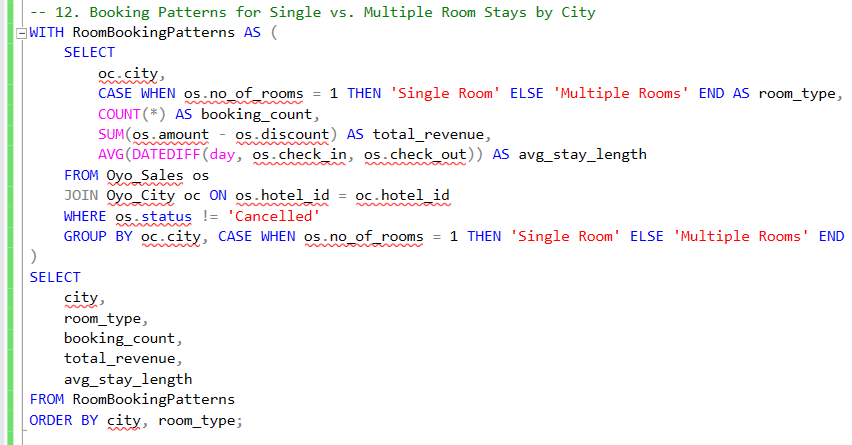 -- 12. Booking Patterns for Single vs. Multiple Room Stays by City
WITH RoomBookingPatterns AS (
SELECT
oc.city,
CASE WHEN os.no_of_rooms = 1 THEN 'Single Room' ELSE 'Multiple Rooms' END AS room_type,
COUNT(*) AS booking_count,
SUM(os.amount - os.discount) AS total_revenue,
AVG(DATEDIFF(day, os.check_in, os.check_out)) AS avg_stay_length
FROM Oyo_Sales os
JOIN Oyo_City oc ON os.hotel_id = oc.hotel_id
WHERE os.status != 'Cancelled'
GROUP BY oc.city, CASE WHEN os.no_of_rooms = 1 THEN 'Single Room' ELSE 'Multiple Rooms' END
)
SELECT
city,
room_type,
booking_count,
total_revenue,
avg_stay_length
FROM RoomBookingPatterns
ORDER BY city, room_type;